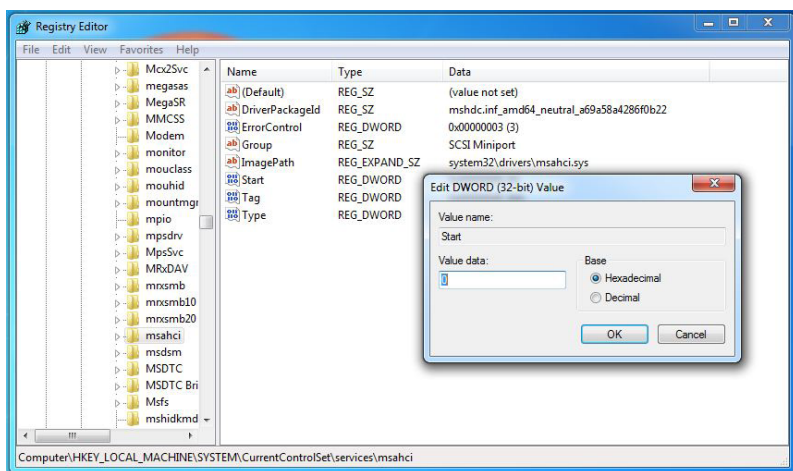 Registry Editor
File Edit View Favorites Help
Mcx2Svc
megasas
MegaSR
MMCSS
Modem
monitor
mouclass
mouhid
mountmgr
mpio
mpsdrv
MpsSvc
MRxDAV
mrxsmb
mrxsmb10
mrxsmb20
msahci
msdsm
MSDTC
MSDTC Bri
Msfs
mshidkmd
Name Type Data
(Default) REG_SZ (value not set)
DriverPackageId REG_SZ mshdc.inf_amd64_neutral_a69a58a4286f0b22
ErrorControl REG_DWORD 0x00000003 (3)
Group REG_SZ SCSI Miniport
ImagePath REG_EXPAND_SZ system32\drivers\msahci.sys
Start REG_DWORD
Tag REG_DWORD
Type REG_DWORD
Edit DWORD (32-bit) Value
Value name:
Start
Value data:
0
Base
Hexadecimal
Decimal
OK Cancel
Computer\HKEY_LOCAL_MACHINE\SYSTEM\CurrentControlSet\services\msahci